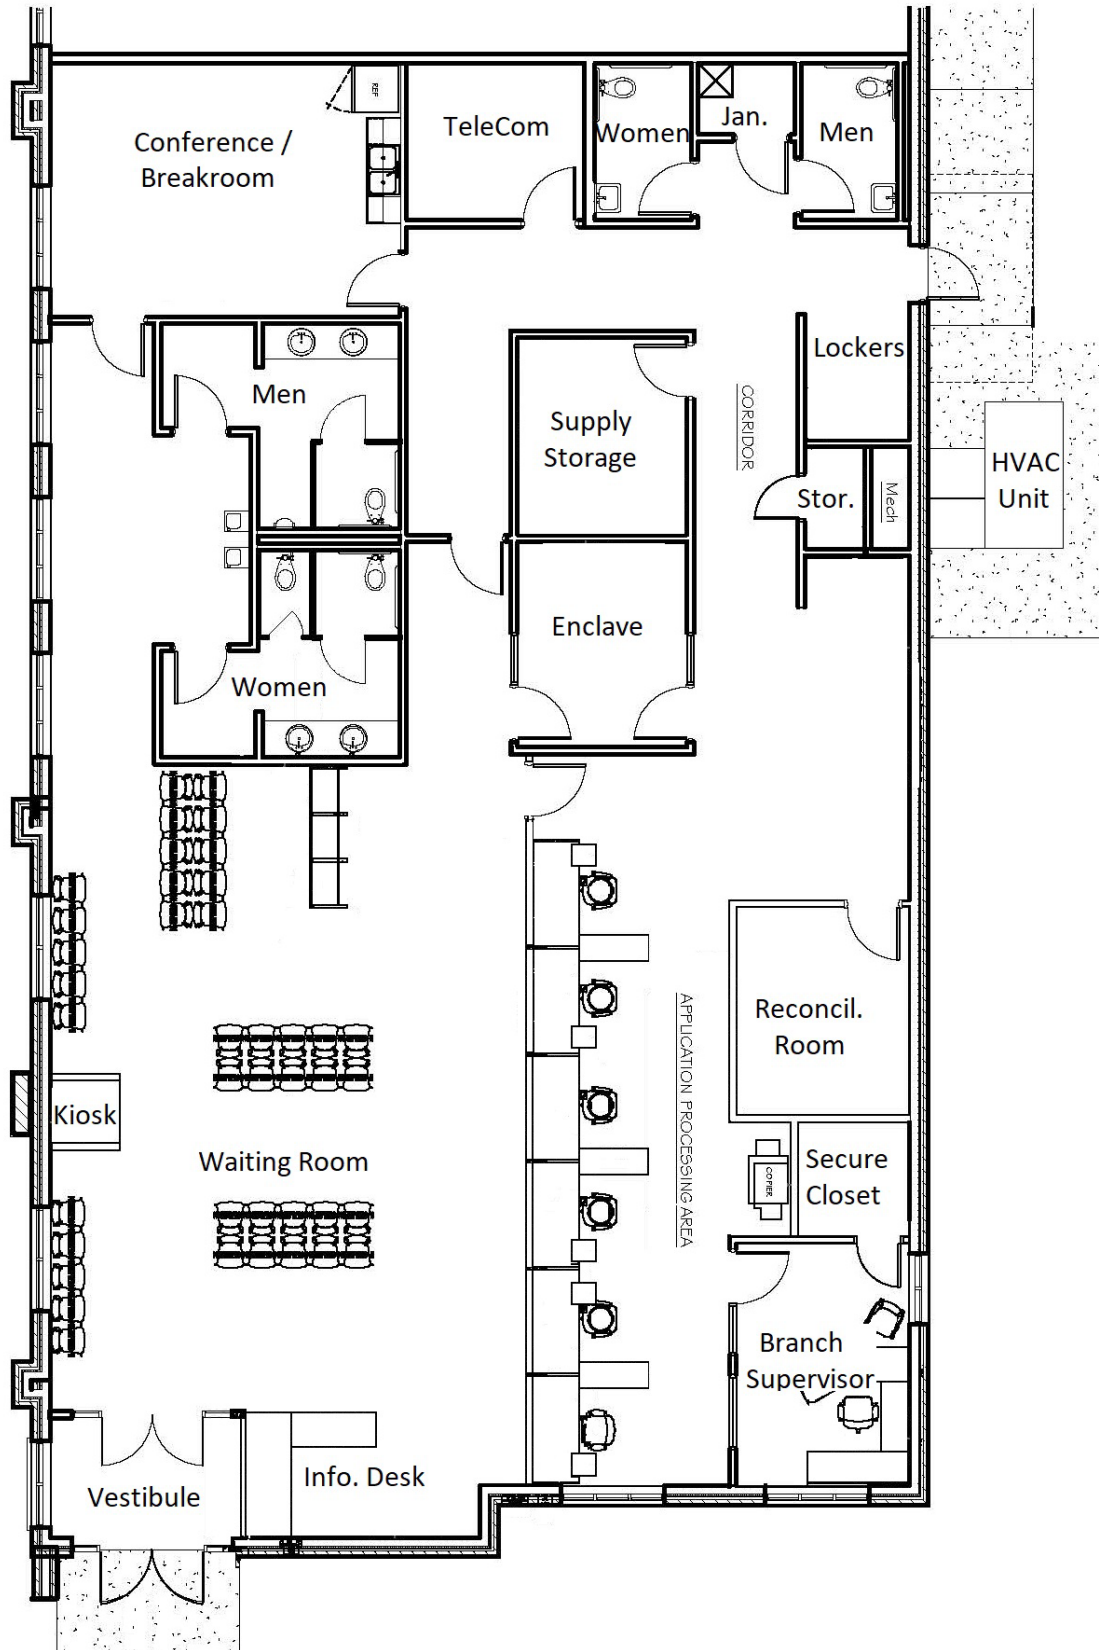 REF
Conference /
Breakroom
TeleCom
Women
Jan.
Men
Lockers
Men
Supply
Storage
CORRIDOR
Stor.
Mech
HVAC
Unit
Enclave
Women
Reconcil.
Room
APPLICATION PROCESSING AREA
Kiosk
Waiting Room
COPIER
Secure
Closet
Branch
Supervisor
Info. Desk
Vestibule